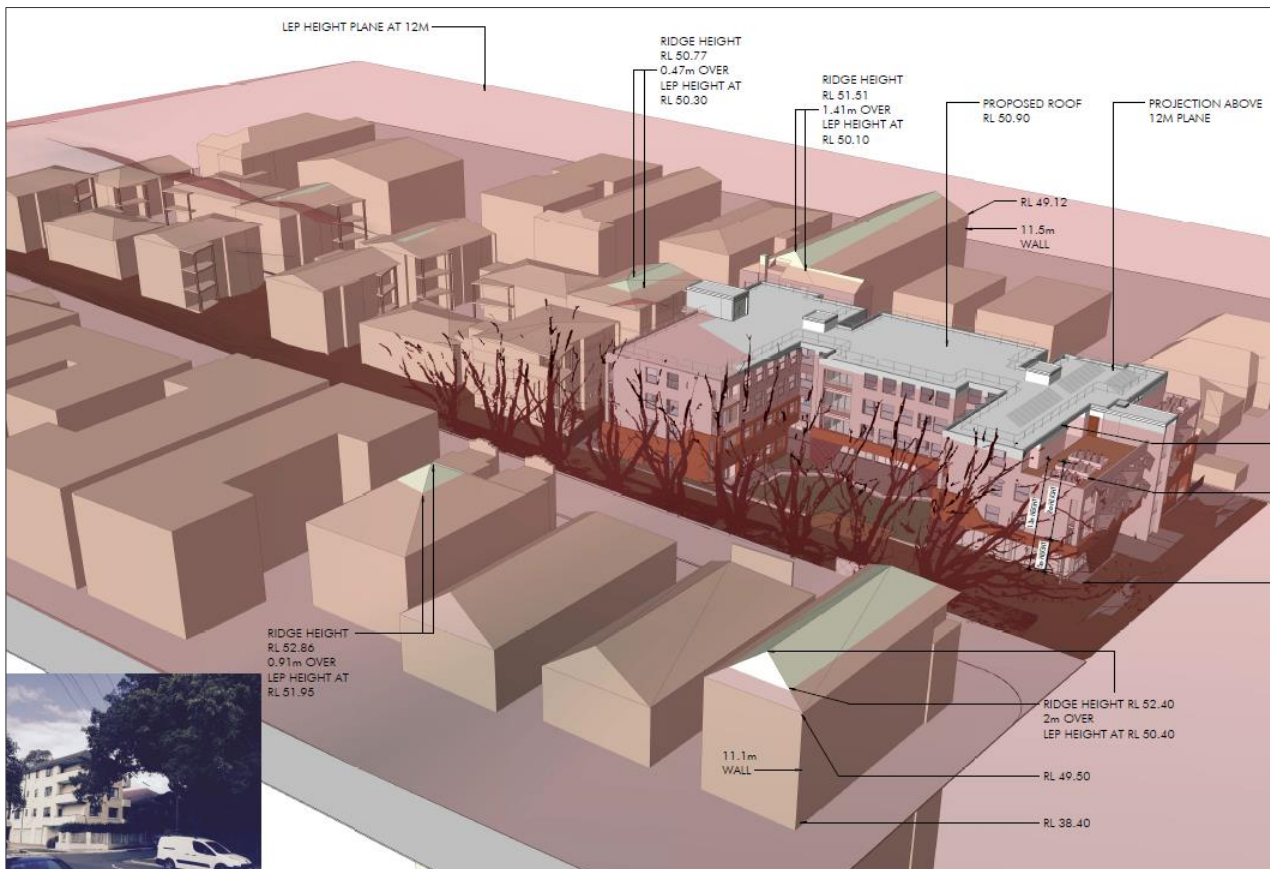 LEP HEIGHT PLANE AT 12M
RIDGE HEIGHT
RL 50.77
0.47m OVER
LEP HEIGHT AT
RL 50.30
RIDGE HEIGHT
RL 51.51
1.41m OVER
LEP HEIGHT AT
RL 50.10
PROPOSED ROOF
RL 50.90
PROJECTION ABOVE
12M PLANE
RL 49.12
11.5m
WALL
RIDGE HEIGHT
RL 52.86
0.91m OVER
LEP HEIGHT AT
RL 51.95
RIDGE HEIGHT RL 52.40
2m OVER
LEP HEIGHT AT RL 50.40
11.1m
WALL
RL 49.50
RL 38.40